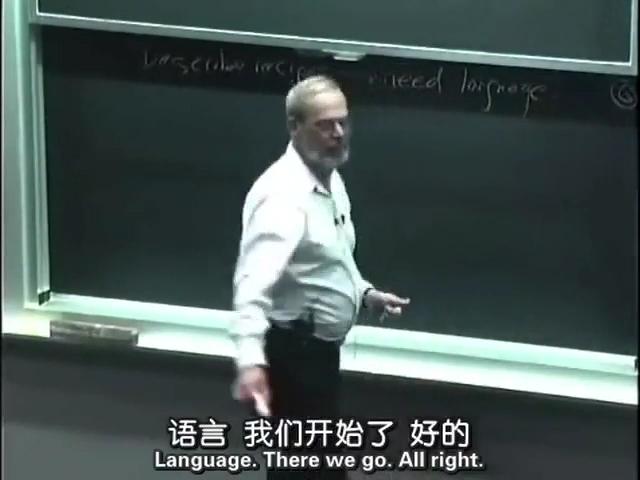 need language
语言 我们开始了 好的
Language. There we go. All right.